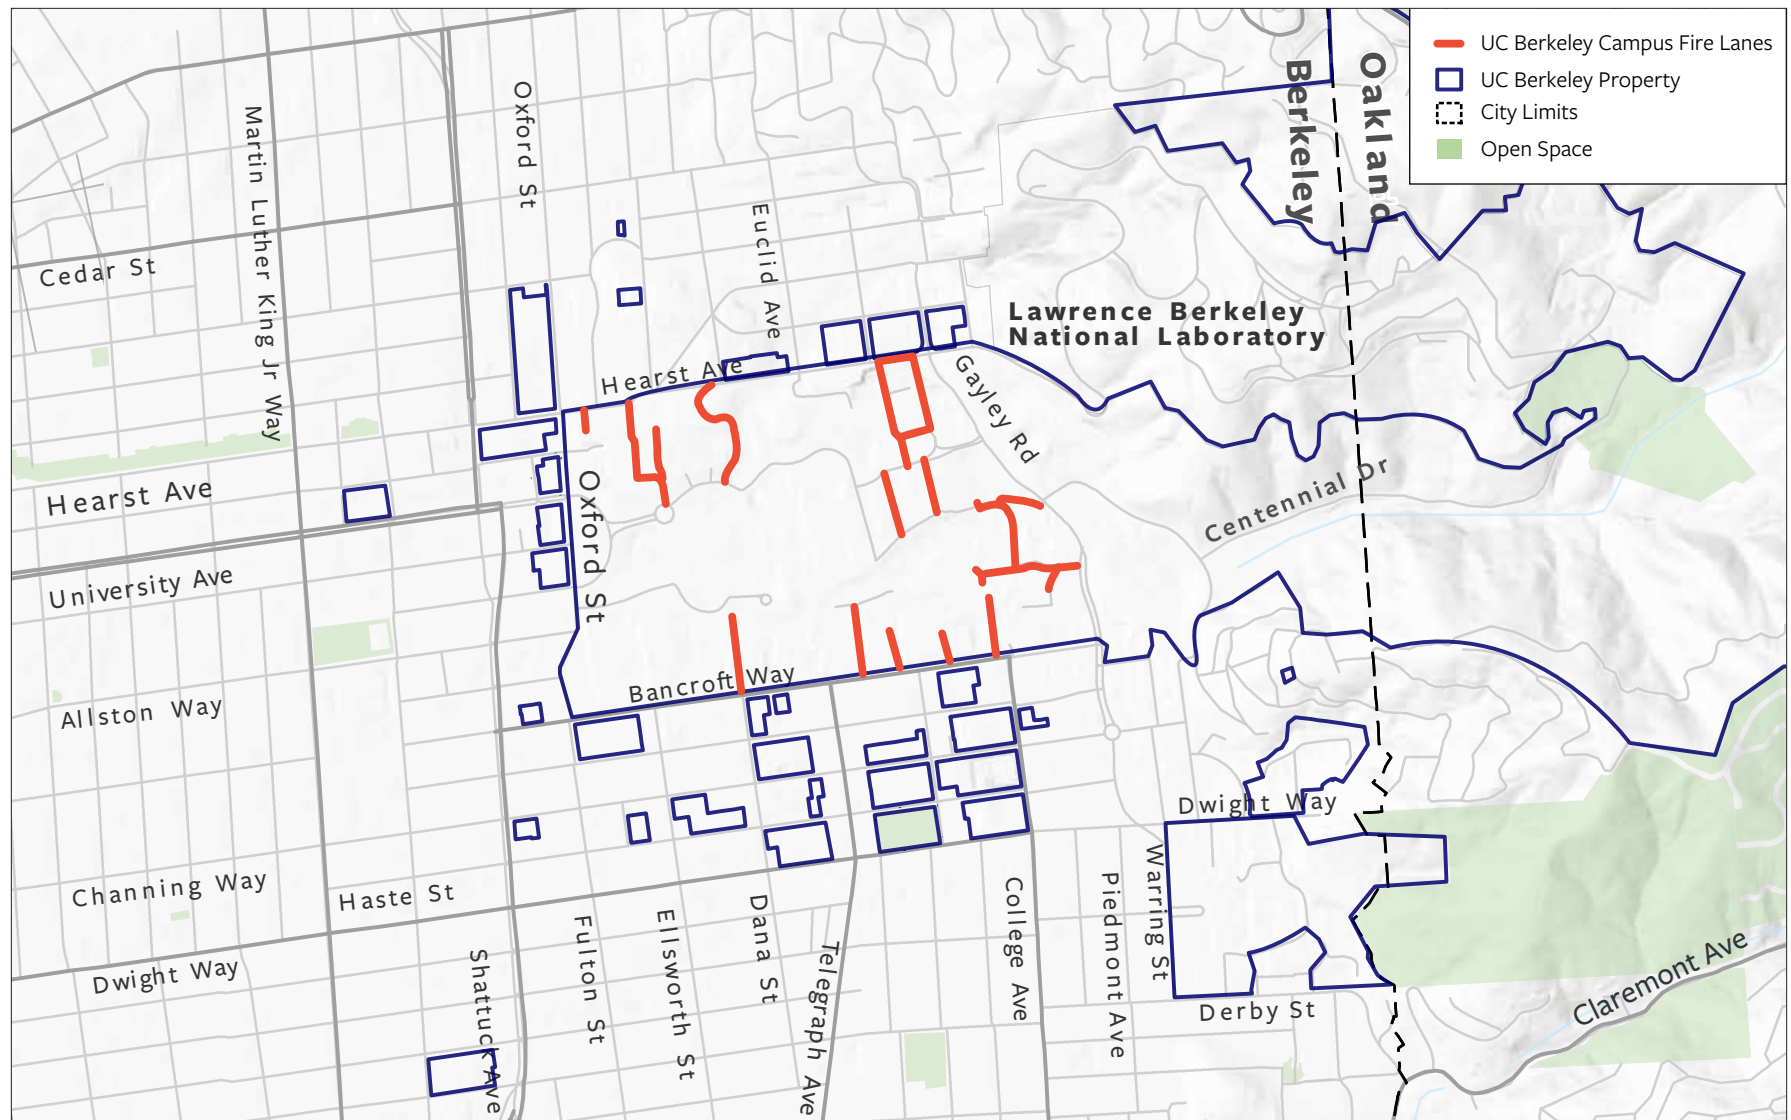 UC Berkeley Campus Fire Lanes
UC Berkeley Property
City Limits
Open Space
Berkeley
Oakland
Oxford St
Martin Luther King Jr Way
Euclid Ave
Cedar St
Lawrence Berkeley
National Laboratory
Hearst Ave
Gayley Rd
Hearst Ave
Oxford St
Centennial Dr
University Ave
Bancroft Way
Allston Way
Dwight Way
Channing Way
Haste St
Warring St
Piedmont Ave
College Ave
Dana St
Ellsworth St
Fulton St
Telegraph Ave
Shattuck Ave
Dwight Way
Derby St
Claremont Ave